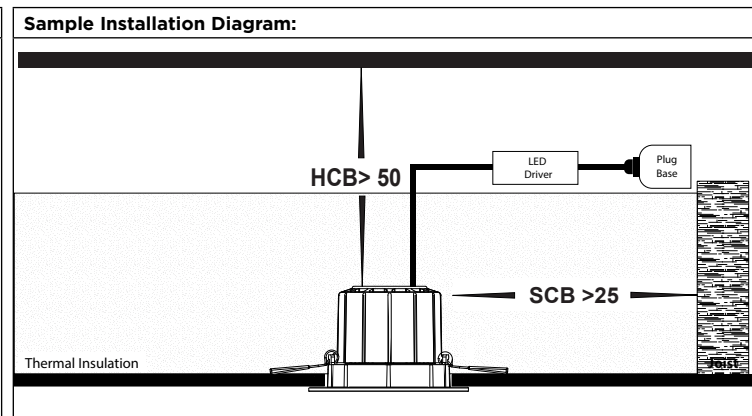 Sample Installation Diagram:
HCB> 50
LED
Driver
Plug
Base
SCB >25
Thermal Insulation
Joist